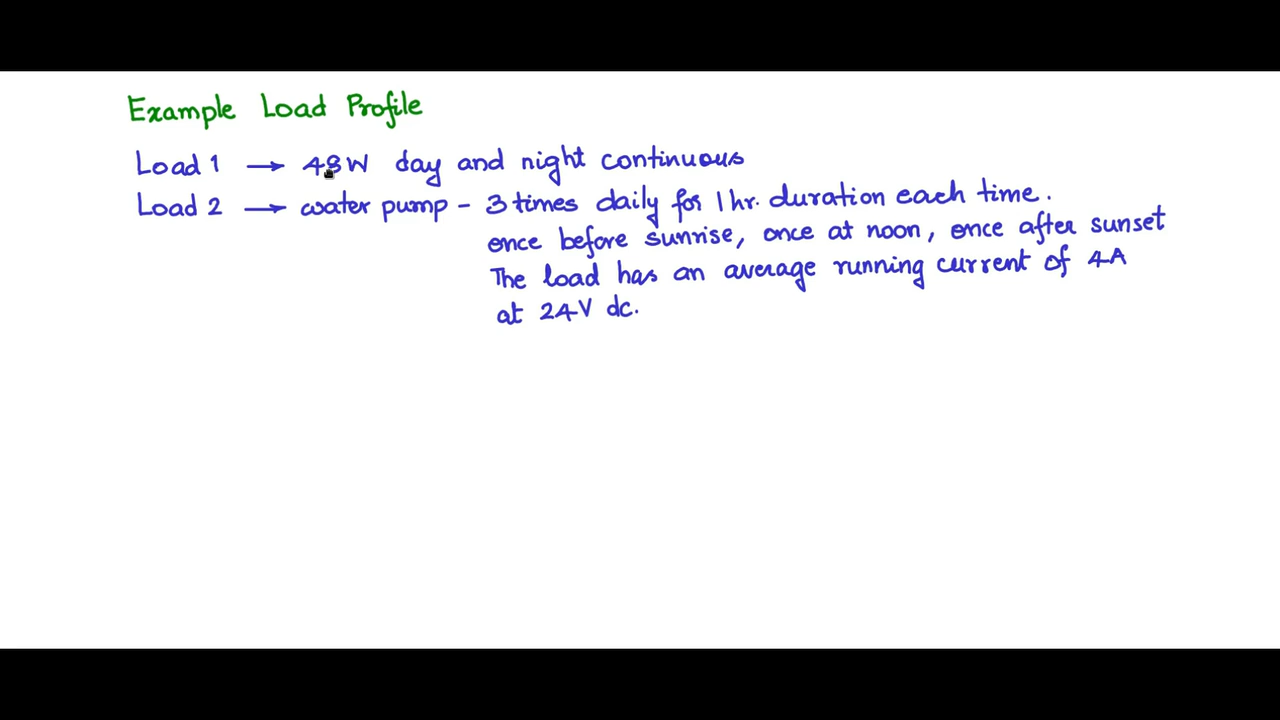 Example Load Profile
Load 1 → 48W day and night continuous
Load 2 → water pump - 3 times daily for 1 hr. duration each time.
once before sunrise, once at noon, once after sunset
The load has an average running current of 4A
at 24V dc.